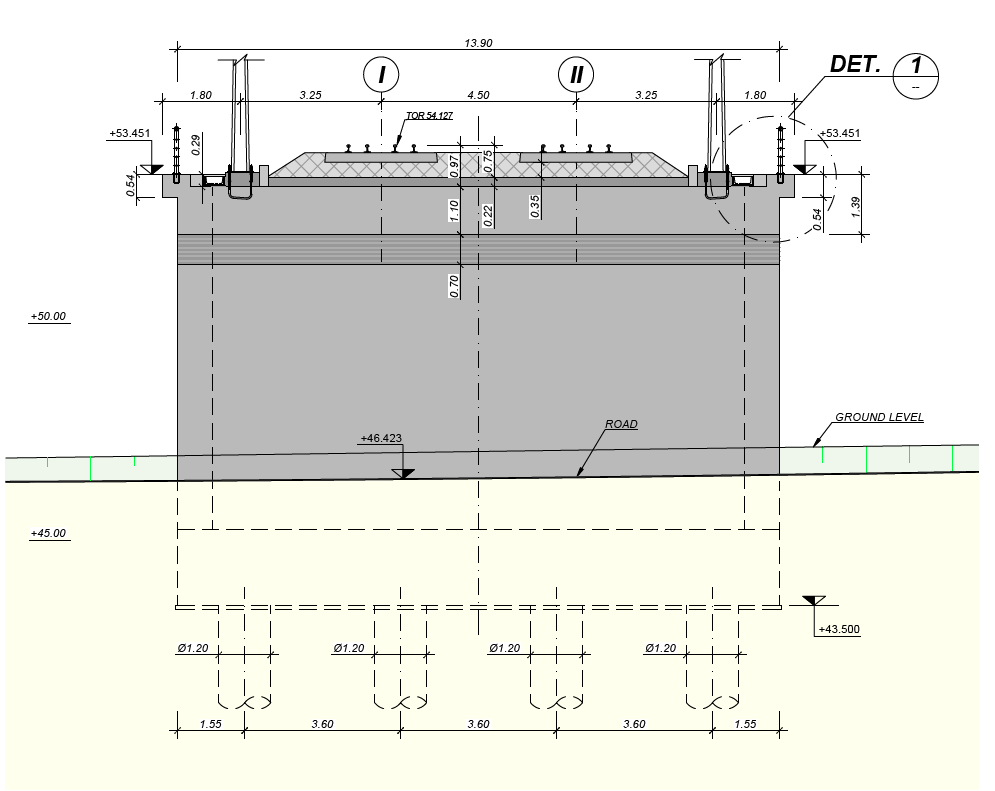 13.90
I
II
DET. 1
--
1.80
3.25
4.50
3.25
1.80
TOR 54.127
+53.451
+53.451
0.29
0.97
0.75
0.54
1.10
0.22
0.35
0.54
1.39
0.70
+50.00
GROUND LEVEL
ROAD
+46.423
+45.00
+43.500
Ø1.20
Ø1.20
Ø1.20
Ø1.20
1.55
3.60
3.60
3.60
1.55